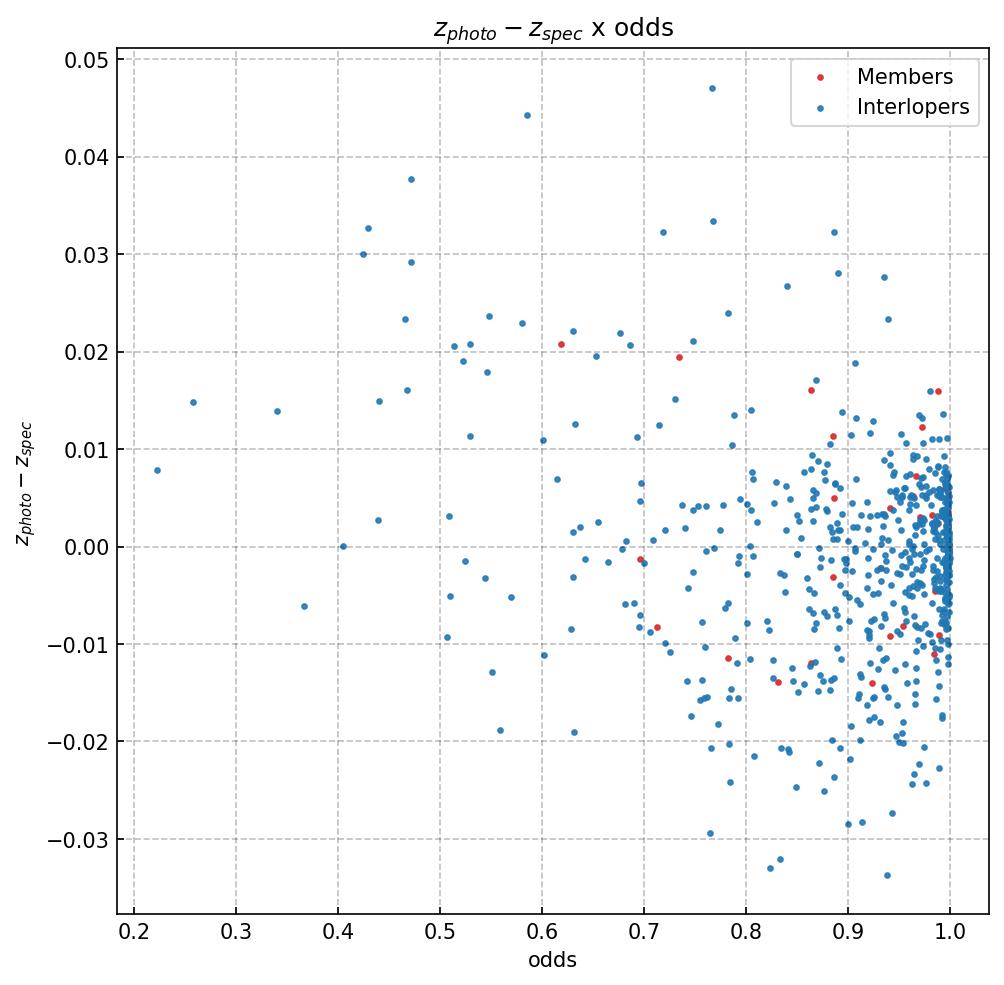 z_photo − z_spec x odds
Members
Interlopers
0.05
0.04
0.03
0.02
0.01
0.00
−0.01
−0.02
−0.03
z_photo − z_spec
0.2 0.3 0.4 0.5 0.6 0.7 0.8 0.9 1.0
odds